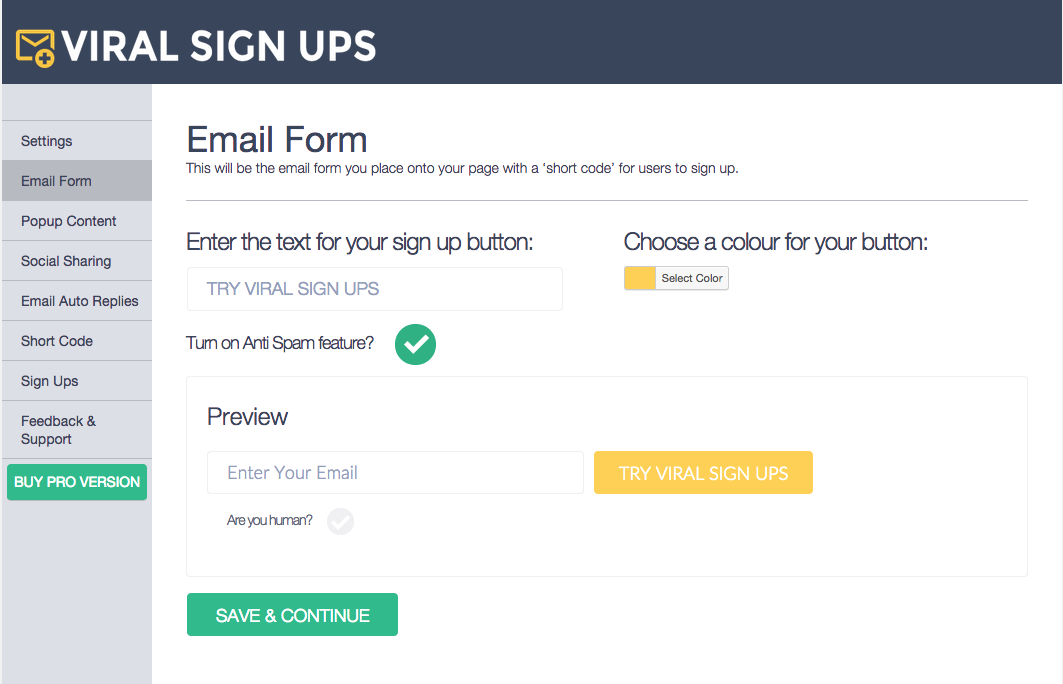 VIRAL SIGN UPS
Settings
Email Form
Popup Content
Social Sharing
Email Auto Replies
Short Code
Sign Ups
Feedback &
Support
BUY PRO VERSION
Email Form
This will be the email form you place onto your page with a ‘short code’ for users to sign up.
Enter the text for your sign up button:
TRY VIRAL SIGN UPS
Choose a colour for your button:
Select Color
Turn on Anti Spam feature?
Preview
Enter Your Email
TRY VIRAL SIGN UPS
Are you human?
SAVE & CONTINUE